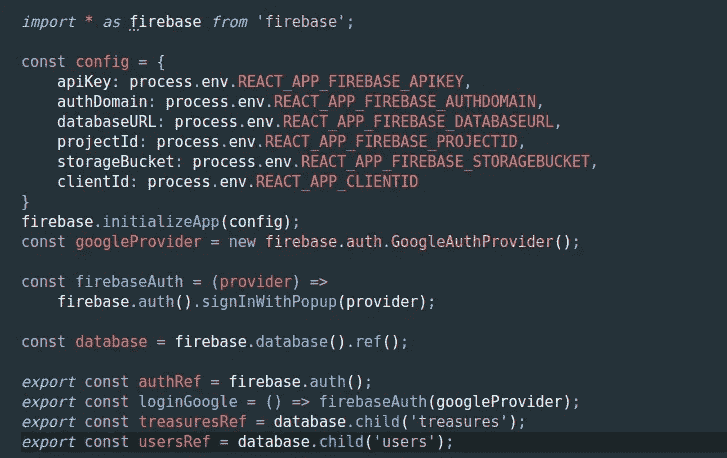 import * as firebase from 'firebase';
const config = {
apiKey: process.env.REACT_APP_FIREBASE_APIKEY,
authDomain: process.env.REACT_APP_FIREBASE_AUTHDOMAIN,
databaseURL: process.env.REACT_APP_FIREBASE_DATABASEURL,
projectId: process.env.REACT_APP_FIREBASE_PROJECTID,
storageBucket: process.env.REACT_APP_FIREBASE_STORAGEBUCKET,
clientId: process.env.REACT_APP_CLIENTID
}
firebase.initializeApp(config);
const googleProvider = new firebase.auth.GoogleAuthProvider();
const firebaseAuth = (provider) =>
firebase.auth().signInWithPopup(provider);
const database = firebase.database().ref();
export const authRef = firebase.auth();
export const loginGoogle = () => firebaseAuth(googleProvider);
export const treasuresRef = database.child('treasures');
export const usersRef = database.child('users');